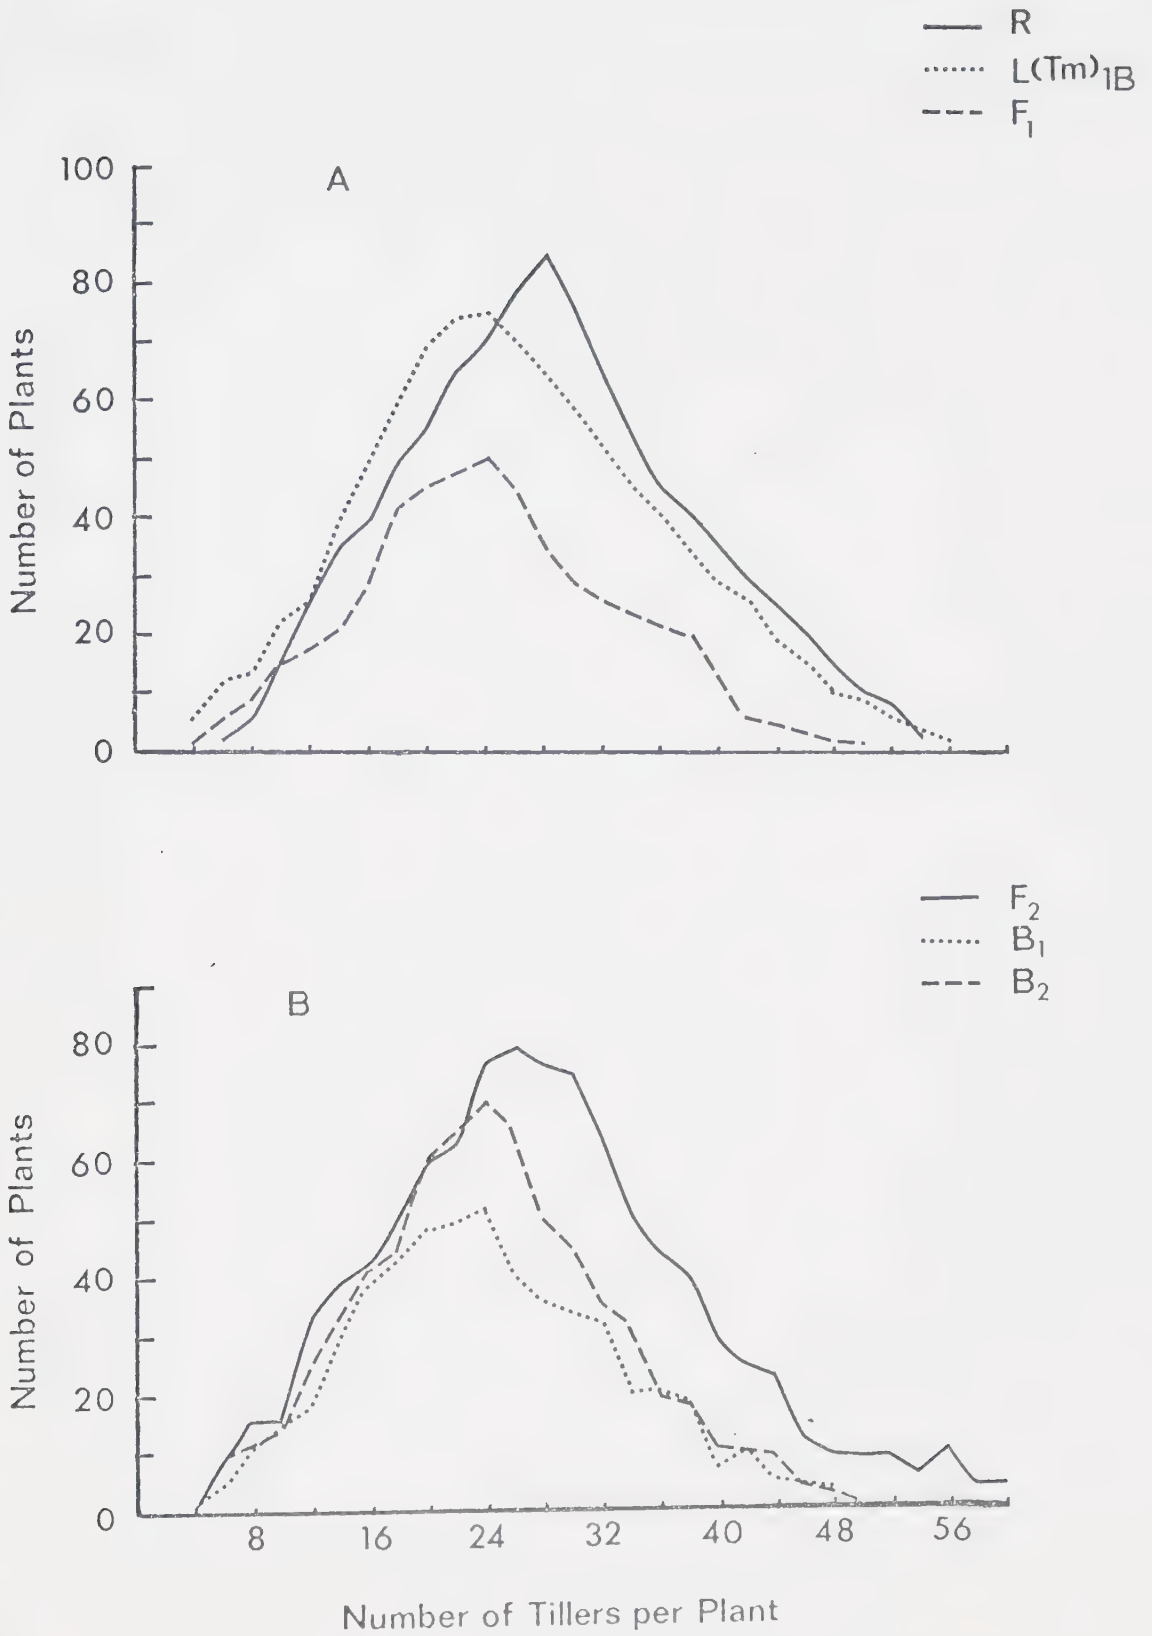 R
L(Tm)1B
F1
A
100
80
60
40
20
0
Number of Plants
F2
B1
B2
B
80
60
40
20
0
Number of Plants
8 16 24 32 40 48 56
Number of Tillers per Plant